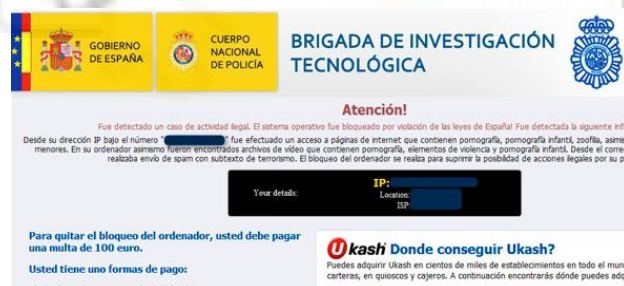 GOBIERNO
DE ESPAÑA
CUERPO
NACIONAL
DE POLICÍA
BRIGADA DE INVESTIGACIÓN
TECNOLÓGICA
Atención!
Fue detectado un caso de actividad ilegal. El sistema operativo fue bloqueado por violación de las leyes de España! Fue detectada la siguiente inf
Desde su dirección IP bajo el número " " fue efectuado un acceso a páginas de internet que contienen pornografía, pornografía infantil, zoofilia, asimis
menores. En su ordenador asimismo fueron encontrados archivos de vídeo que contienen pornografía, elementos de violencia y pornografía infantil. Desde el corre
realizaba envío de spam con subtexto de terrorismo. El bloqueo del ordenador se realiza para suprimir la posibilidad de acciones ilegales por su p
Your details:
IP:
Location:
ISP
Para quitar el bloqueo del ordenador, usted debe pagar
una multa de 100 euro.
Usted tiene uno formas de pago:
Ukash Donde conseguir Ukash?
Puedes adquirir Ukash en cientos de miles de establecimientos en todo el mun
carteras, en quioscos y cajeros. A continuación encontrarás dónde puedes adq